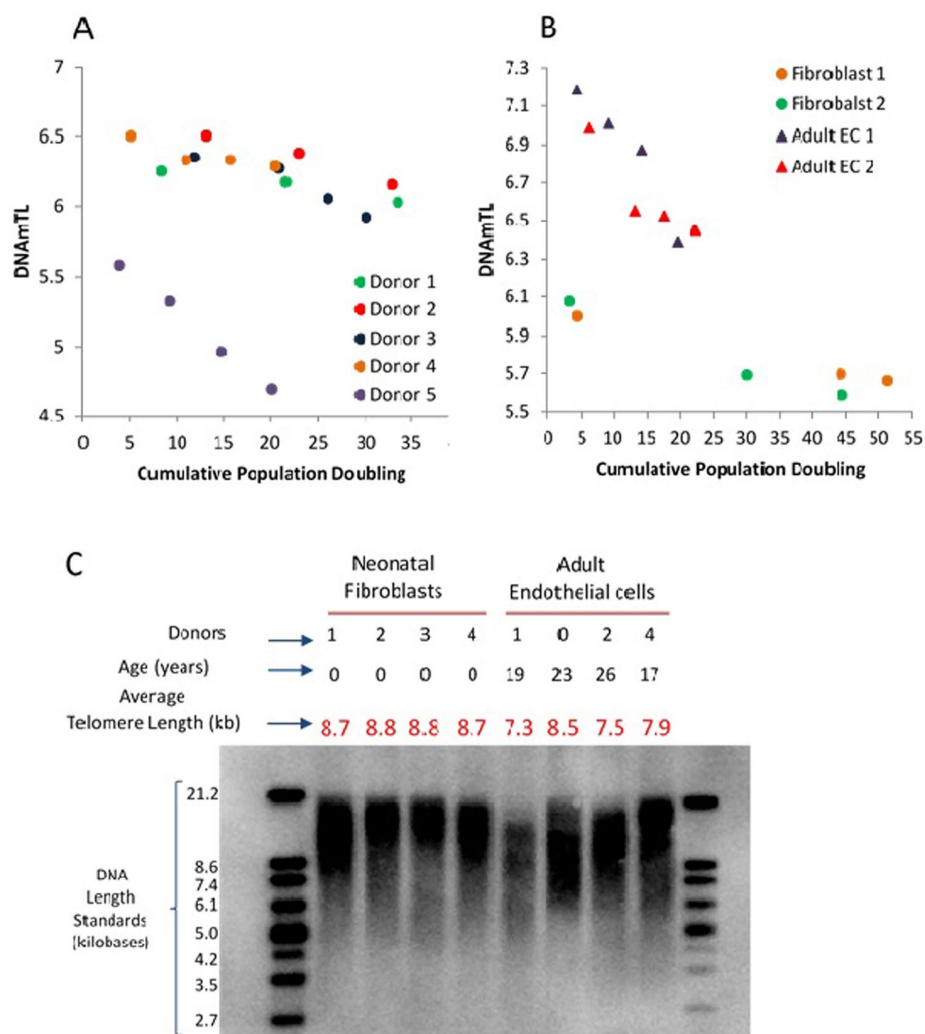 A
7
6.5
6
5.5
5
4.5
DNAmTL
0 5 10 15 20 25 30 35
Cumulative Population Doubling
Donor 1
Donor 2
Donor 3
Donor 4
Donor 5
B
7.3
7.1
6.9
6.7
6.5
6.3
6.1
5.9
5.7
5.5
DNAmTL
0 5 10 15 20 25 30 35 40 45 50 55
Cumulative Population Doubling
Fibroblast 1
Fibrobalst 2
Adult EC 1
Adult EC 2
C
Neonatal
Fibroblasts
Adult
Endothelial cells
Donors 1 2 3 4 1 0 2 4
Age (years) 0 0 0 0 19 23 26 17
Average
Telomere Length (kb) 8.7 8.8 8.8 8.7 7.3 8.5 7.5 7.9
DNA
Length
Standards
(kilobases)
21.2
8.6
7.4
6.1
5.0
4.2
3.5
2.7